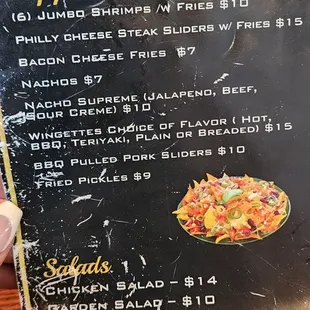 (6) Jumbo Shrimps /w Fries $10
Philly cheese Steak Sliders w/ Fries $15
Bacon Cheese Fries $7
Nachos $7
Nacho Supreme (Jalapeno, Beef,
Sour Creme) $10
Wingettes Choice of Flavor ( Hot,
BBQ, Teriyaki, Plain or Breaded) $15
BBQ Pulled Pork Sliders $10
Fried Pickles $9
Salads
Chicken Salad - $14
Garden Salad - $10